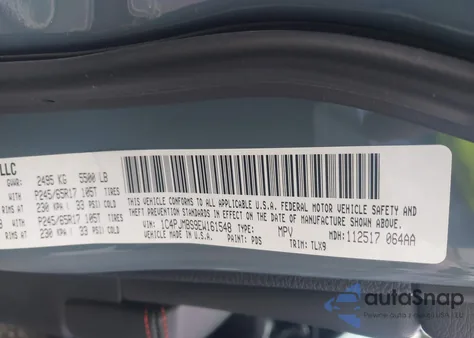 LLC
GVWR: 2495 KG 5500 LB
WITH P245/65R17 105T TIRES
RIMS AT 230 KPA / 33 PSI COLD
WITH P245/65R17 105T TIRES
RIMS AT 230 KPA / 33 PSI COLD
THIS VEHICLE CONFORMS TO ALL APPLICABLE U.S.A. FEDERAL MOTOR VEHICLE SAFETY AND
THEFT PREVENTION STANDARDS IN EFFECT ON THE DATE OF MANUFACTURE SHOWN ABOVE.
VIN: 1C4PJMBS9EW161548 TYPE: MPV MDH: 112517 064AA
VEHICLE MADE IN U.S.A. PAINT: PDS TRIM: TLX9
autoSnap